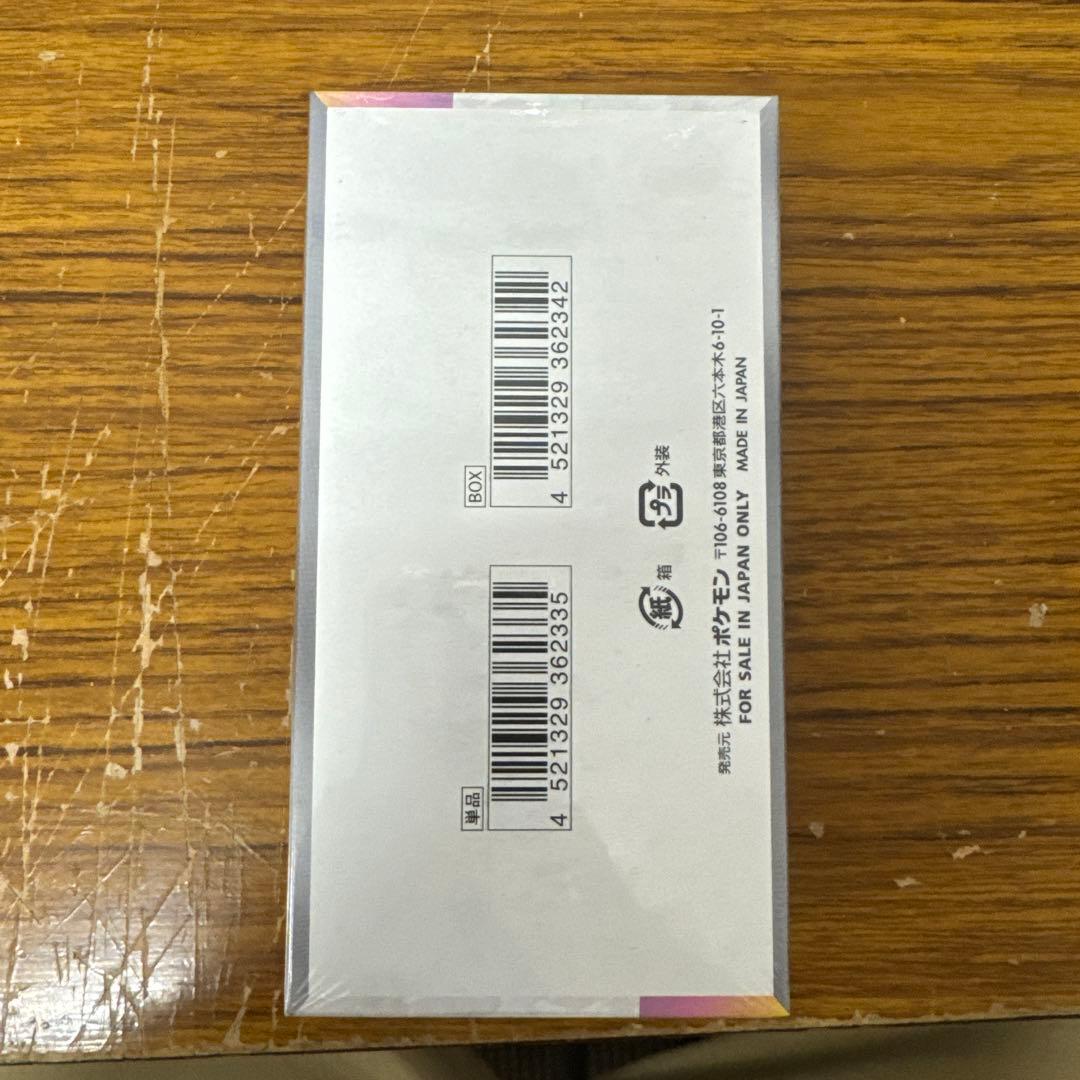 単品
4 521329 362335
BOX
4 521329 362342
紙 箱
プラ 外装
発売元 株式会社 ポケモン 〒106-6108 東京都港区六本木6-10-1
FOR SALE IN JAPAN ONLY MADE IN JAPAN